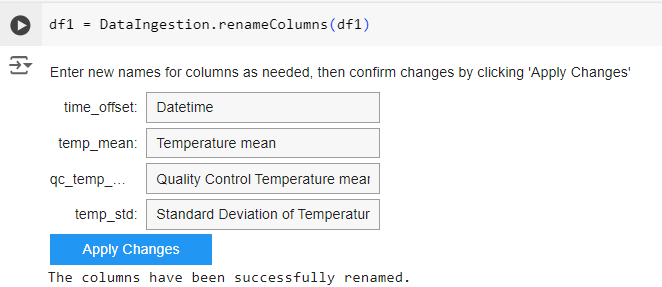 df1 = DataIngestion.renameColumns(df1)
Enter new names for columns as needed, then confirm changes by clicking 'Apply Changes'
time_offset: Datetime
temp_mean: Temperature mean
qc_temp_... Quality Control Temperature mear
temp_std: Standard Deviation of Temperatur
Apply Changes
The columns have been successfully renamed.